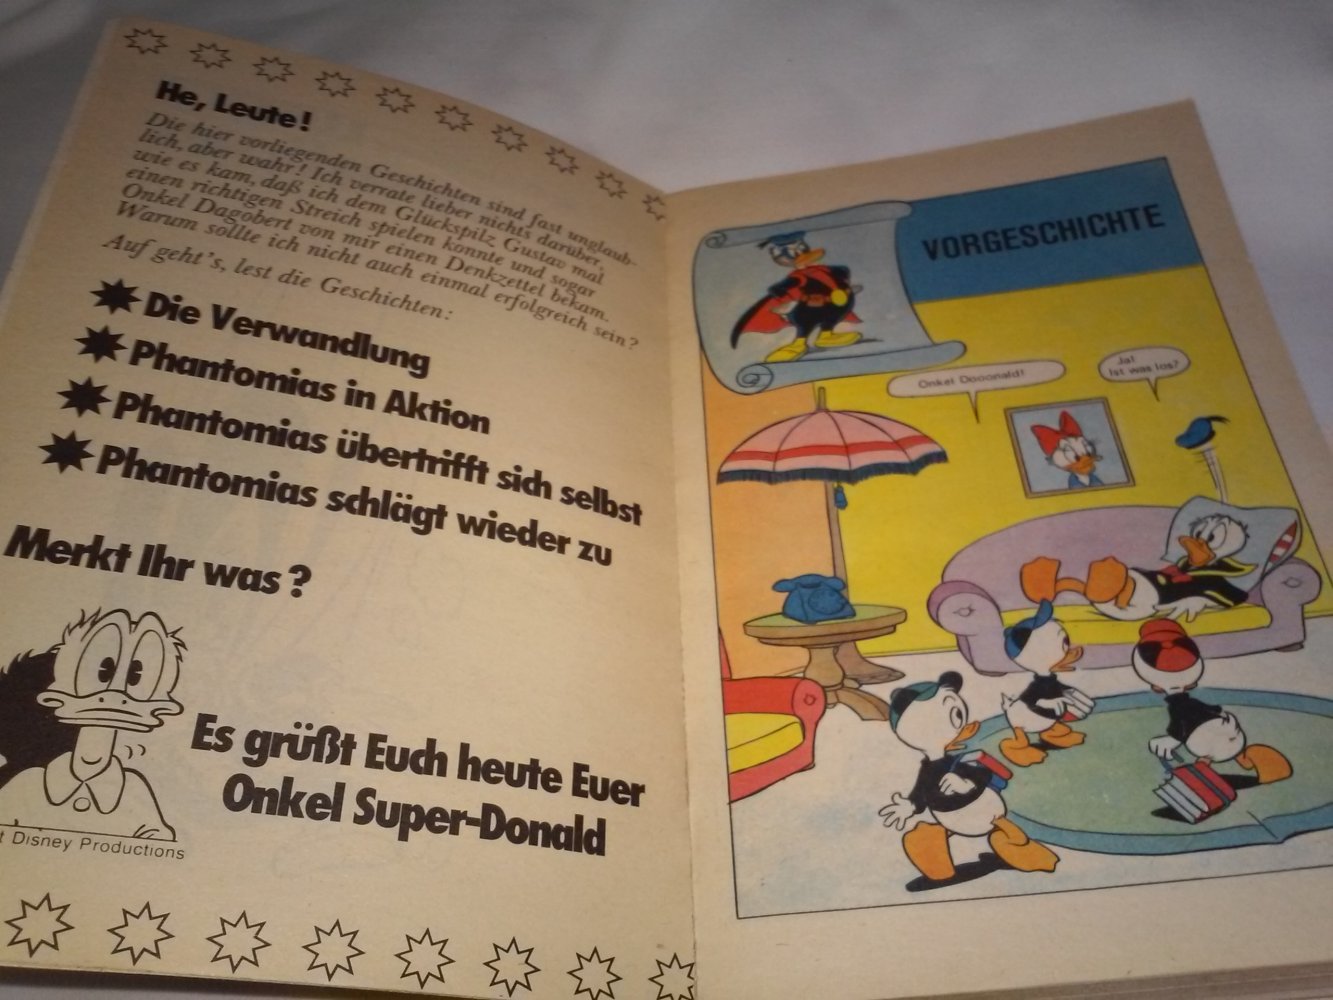 He, Leute!
Die hier vorliegenden Geschichten sind fast unglaub-
lich, aber wahr! Ich verrate lieber nichts darüber,
wie es kam, daß ich dem Glückspilz Gustav mal
einen richtigen Streich spielen konnte und sogar
Onkel Dagobert von mir einen Denkzettel bekam.
Warum sollte ich nicht auch einmal erfolgreich sein?
Auf geht's, lest die Geschichten:
Die Verwandlung
Phantomias in Aktion
Phantomias übertrifft sich selbst
Phantomias schlägt wieder zu
Merkt Ihr was?
Es grüßt Euch heute Euer
Onkel Super-Donald
t Disney Productions
VORGESCHICHTE
Onkel Dooonald!
Ja!
Ist was los?